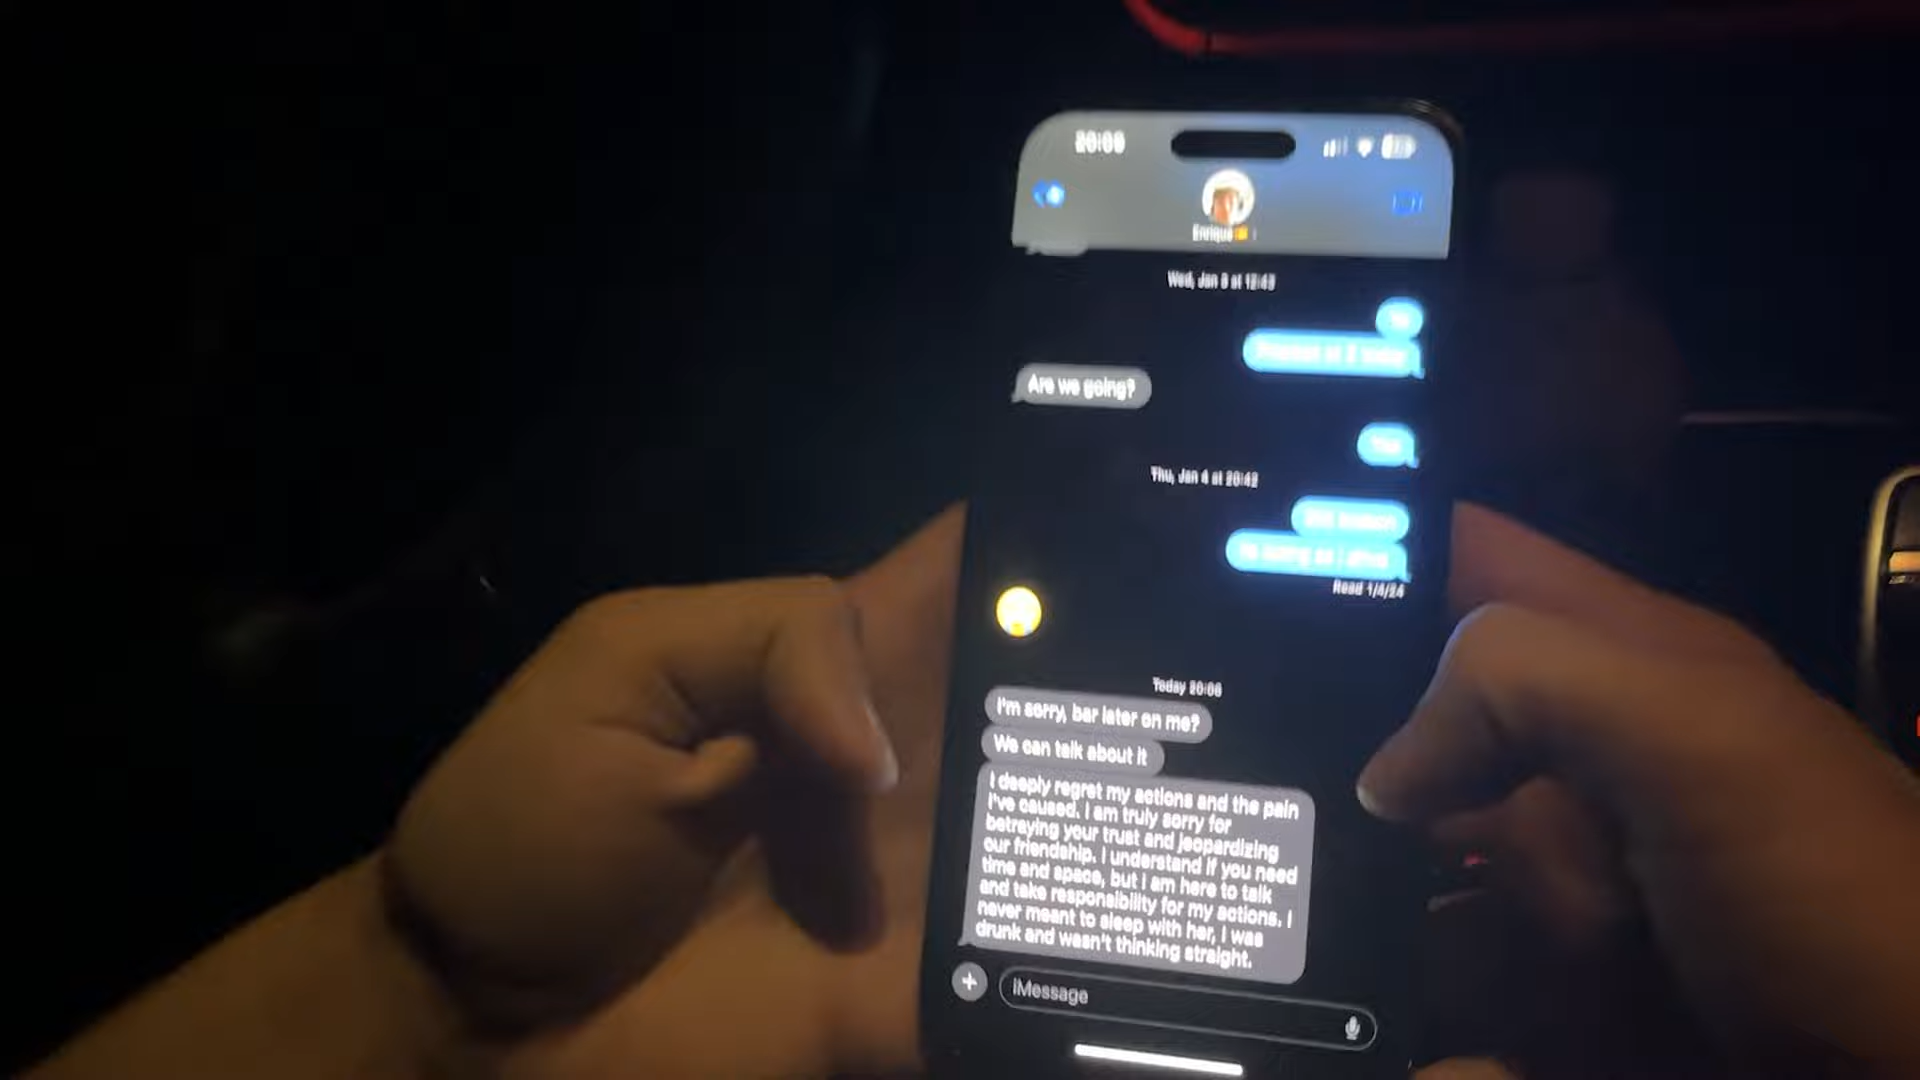 Enrique
Wed, Jan 3 at 12:43
Are we going?
Thu, Jan 4 at 20:42
Read 1/4/24
Today 20:06
I'm sorry, bar later on me?
We can talk about it
I deeply regret my actions and the pain
I've caused. I am truly sorry for
betraying your trust and jeopardizing
our friendship. I understand if you need
time and space, but I am here to talk
and take responsibility for my actions. I
never meant to sleep with her, I was
drunk and wasn't thinking straight.
iMessage